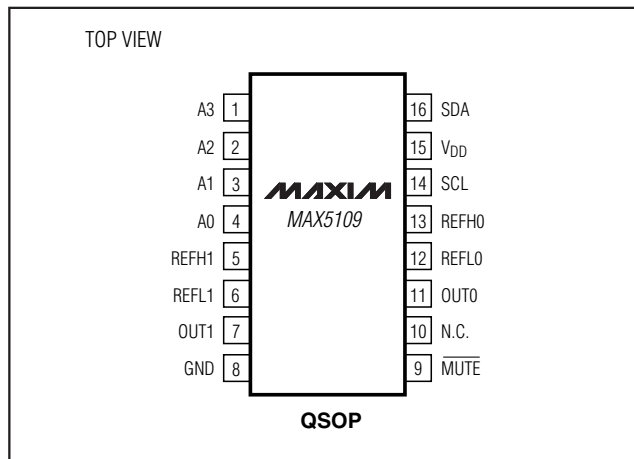 TOP VIEW
A3 1 16 SDA
A2 2 15 VDD
A1 3 14 SCL
A0 4 13 REFH0
REFH1 5 12 REFL0
REFL1 6 11 OUT0
OUT1 7 10 N.C.
GND 8 9 MUTE
MAXIM
MAX5109
QSOP